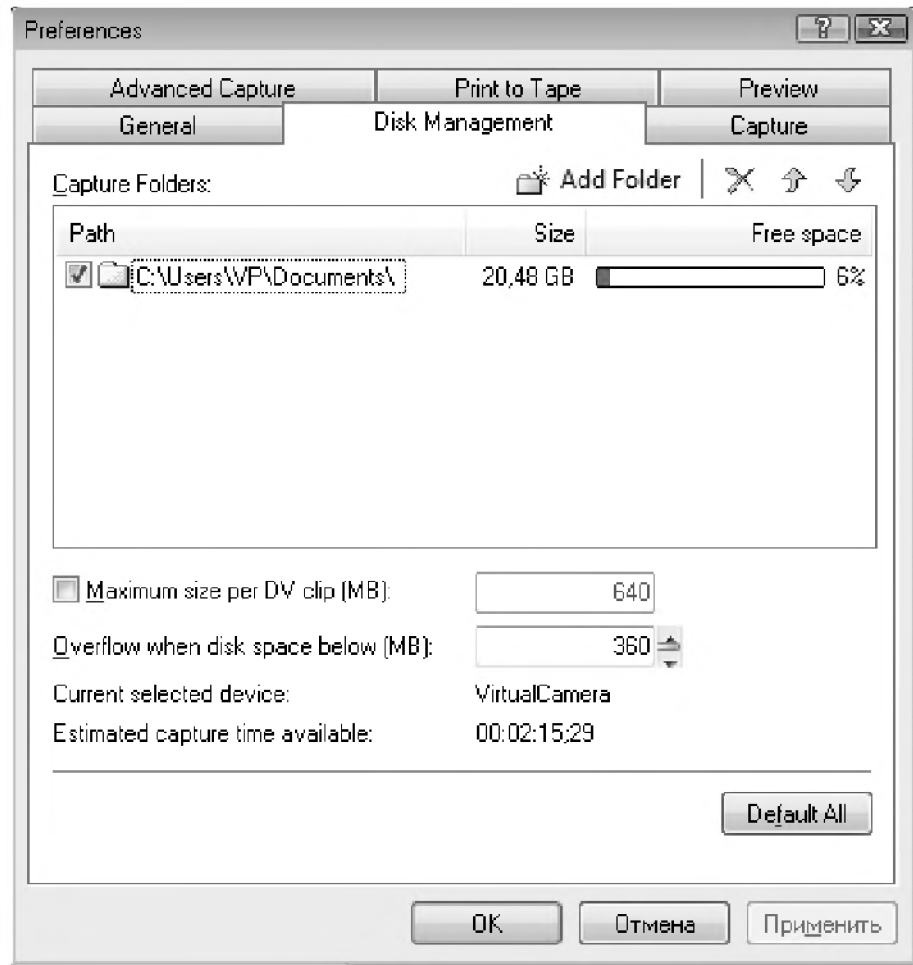 Preferences
Advanced Capture Print to Tape Preview
General Disk Management Capture
Capture Folders: Add Folder
Path Size Free space
C:\Users\VP\Documents\ 20,48 GB 6%
Maximum size per DV clip (MB): 640
Overflow when disk space below (MB): 360
Current selected device: VirtualCamera
Estimated capture time available: 00:02:15;29
Default All
OK Отмена Применить